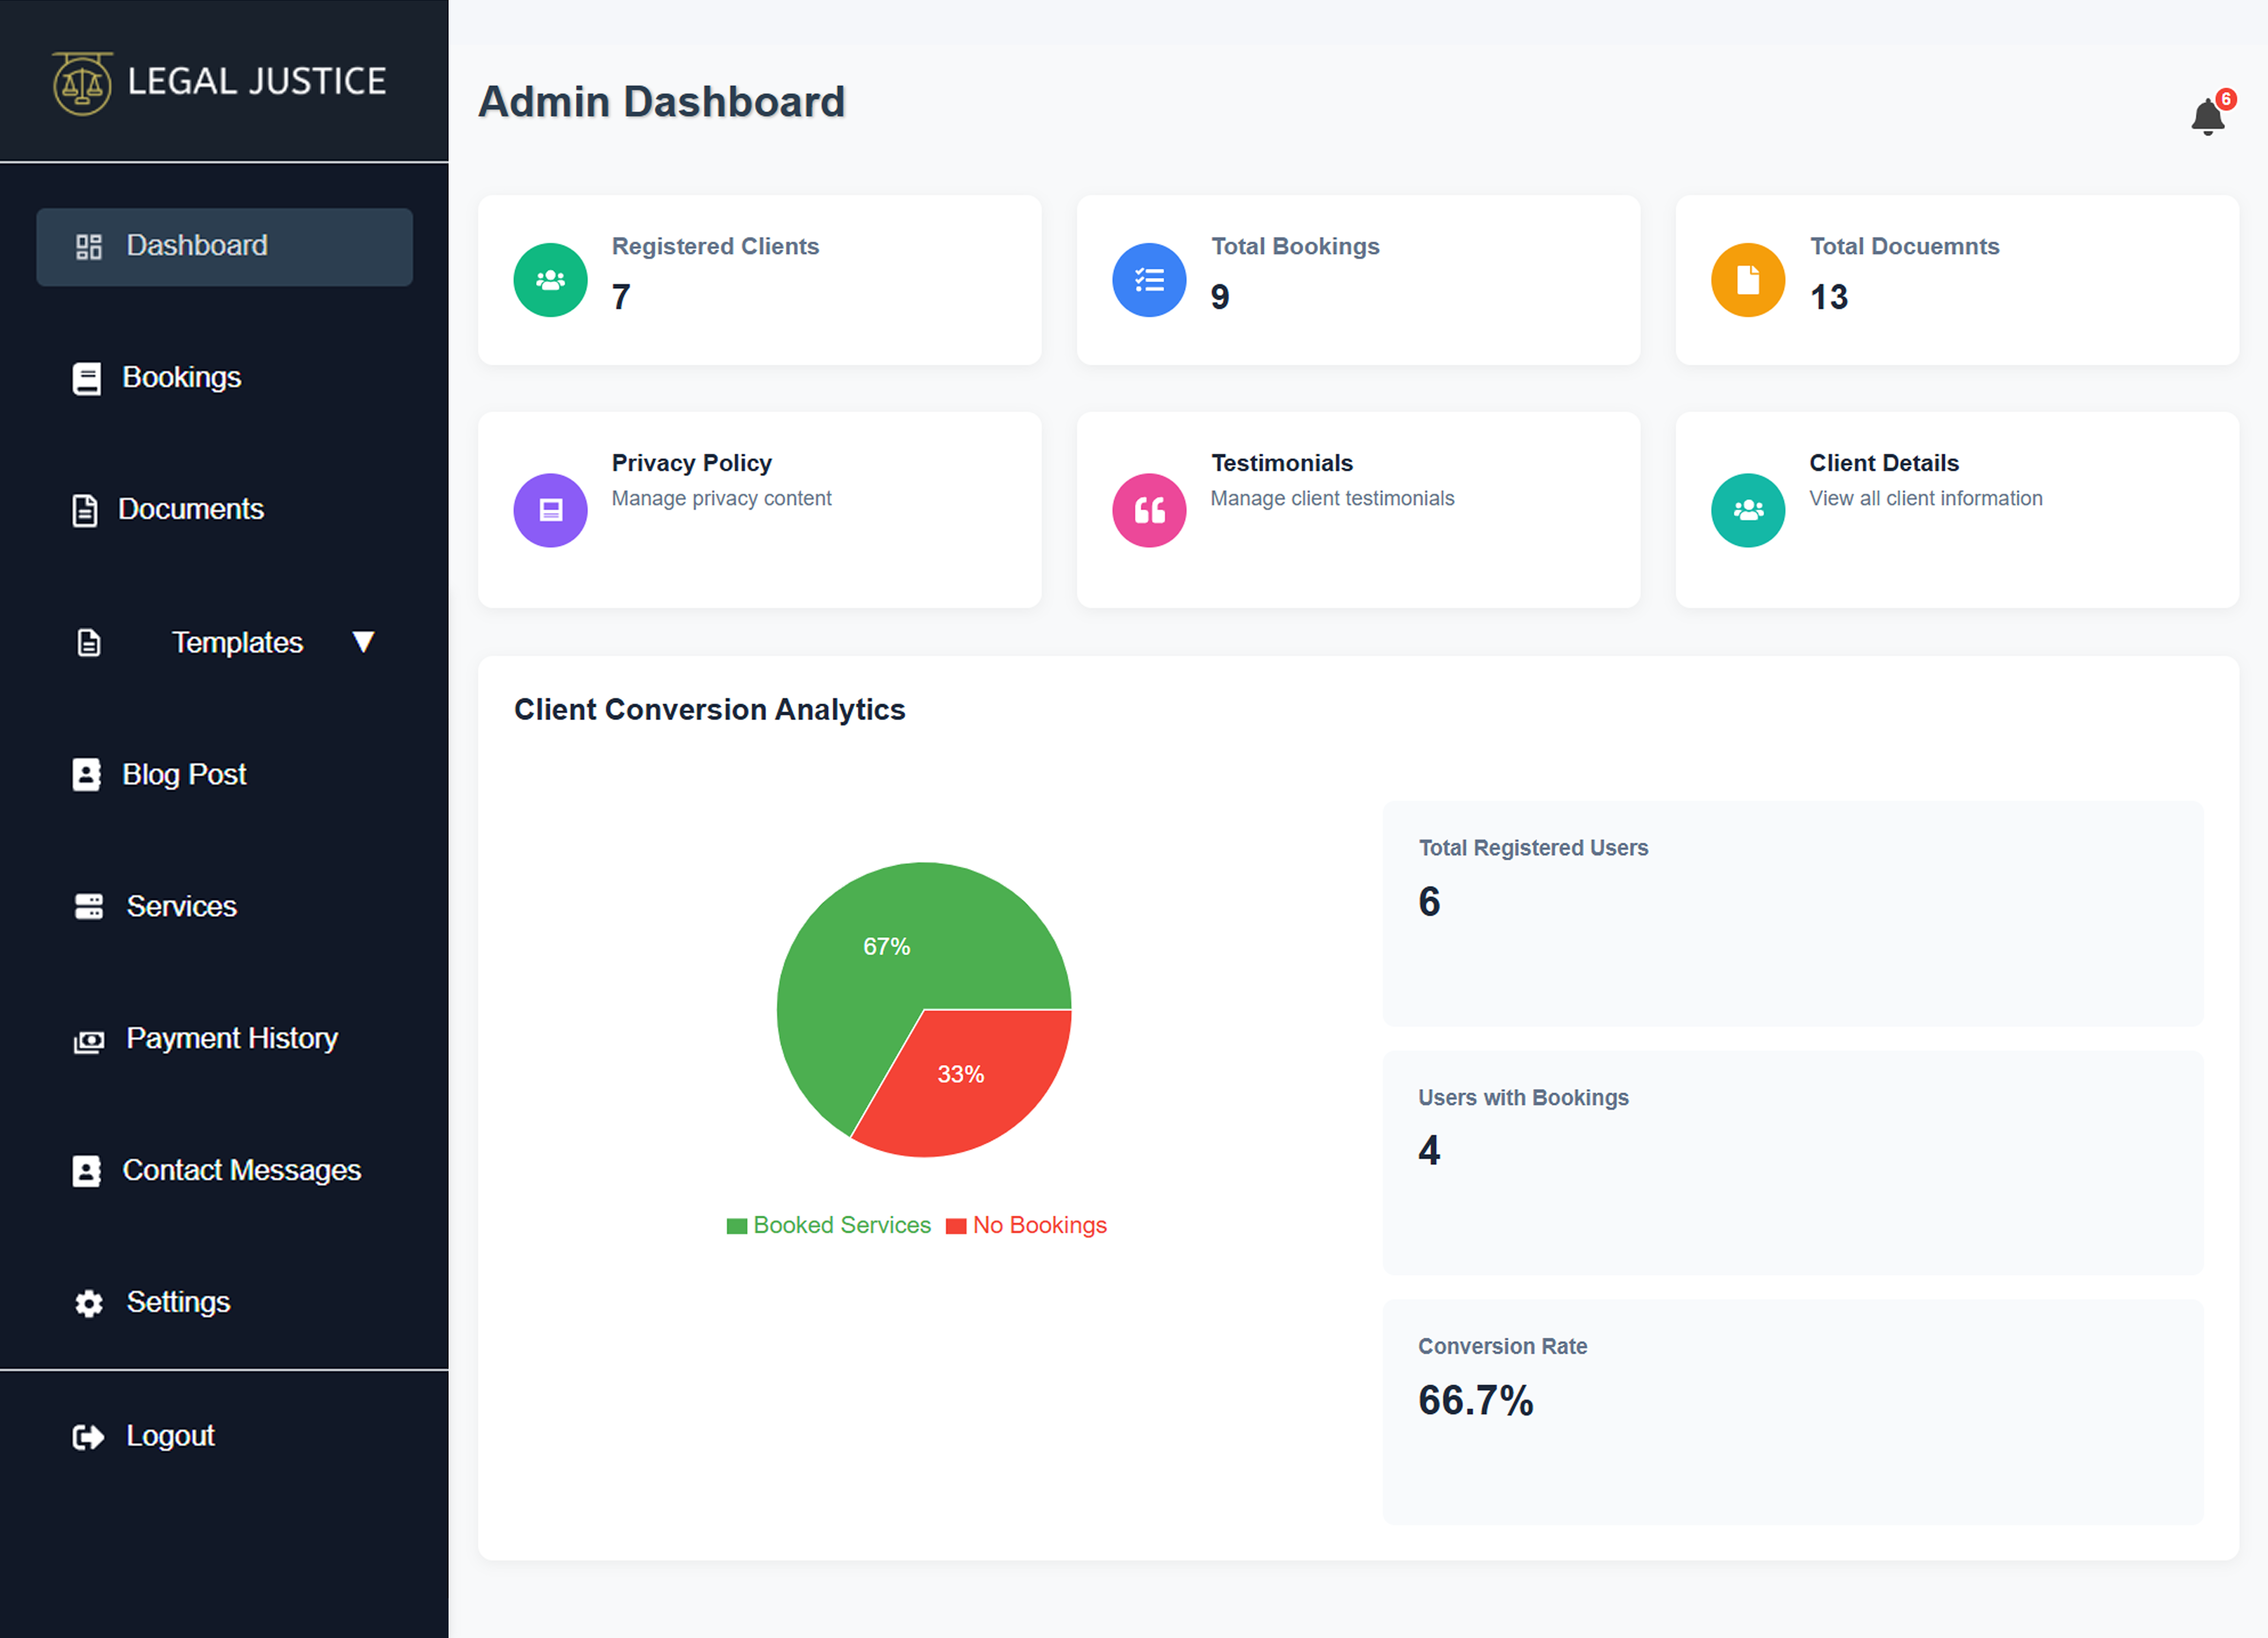 LEGAL JUSTICE
Dashboard
Bookings
Documents
Templates ▼
Blog Post
Services
Payment History
Contact Messages
Settings
Logout
Admin Dashboard
6
Registered Clients
7
Total Bookings
9
Total Docuemnts
13
Privacy Policy
Manage privacy content
Testimonials
Manage client testimonials
Client Details
View all client information
Client Conversion Analytics
67%
33%
Booked Services No Bookings
Total Registered Users
6
Users with Bookings
4
Conversion Rate
66.7%